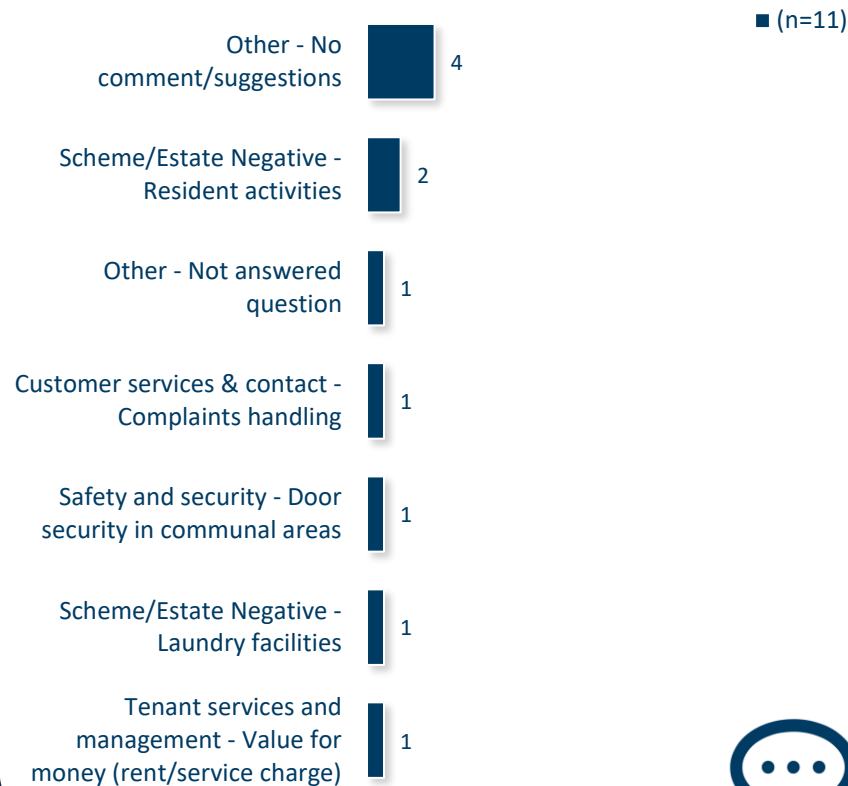 (n=11)
Other - No
comment/suggestions
4
Scheme/Estate Negative -
Resident activities
2
Other - Not answered
question
1
Customer services & contact -
Complaints handling
1
Safety and security - Door
security in communal areas
1
Scheme/Estate Negative -
Laundry facilities
1
Tenant services and
management - Value for
money (rent/service charge)
1